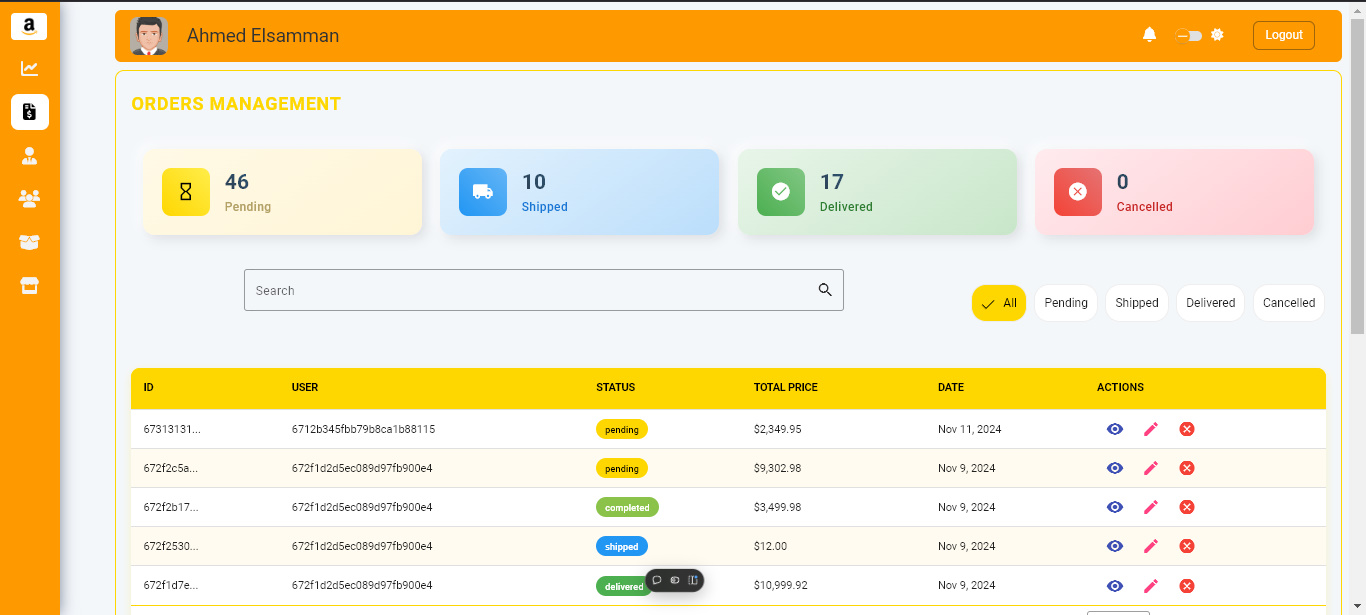 a
Ahmed Elsamman
Logout
ORDERS MANAGEMENT
46
Pending
10
Shipped
17
Delivered
0
Cancelled
Search
All Pending Shipped Delivered Cancelled
ID USER STATUS TOTAL PRICE DATE ACTIONS
67313131... 6712b345fbb79b8ca1b88115 pending $2,349.95 Nov 11, 2024
672f2c5a... 672f1d2d5ec089d97fb900e4 pending $9,302.98 Nov 9, 2024
672f2b17... 672f1d2d5ec089d97fb900e4 completed $3,499.98 Nov 9, 2024
672f2530... 672f1d2d5ec089d97fb900e4 shipped $12.00 Nov 9, 2024
672f1d7e... 672f1d2d5ec089d97fb900e4 delivered $10,999.92 Nov 9, 2024